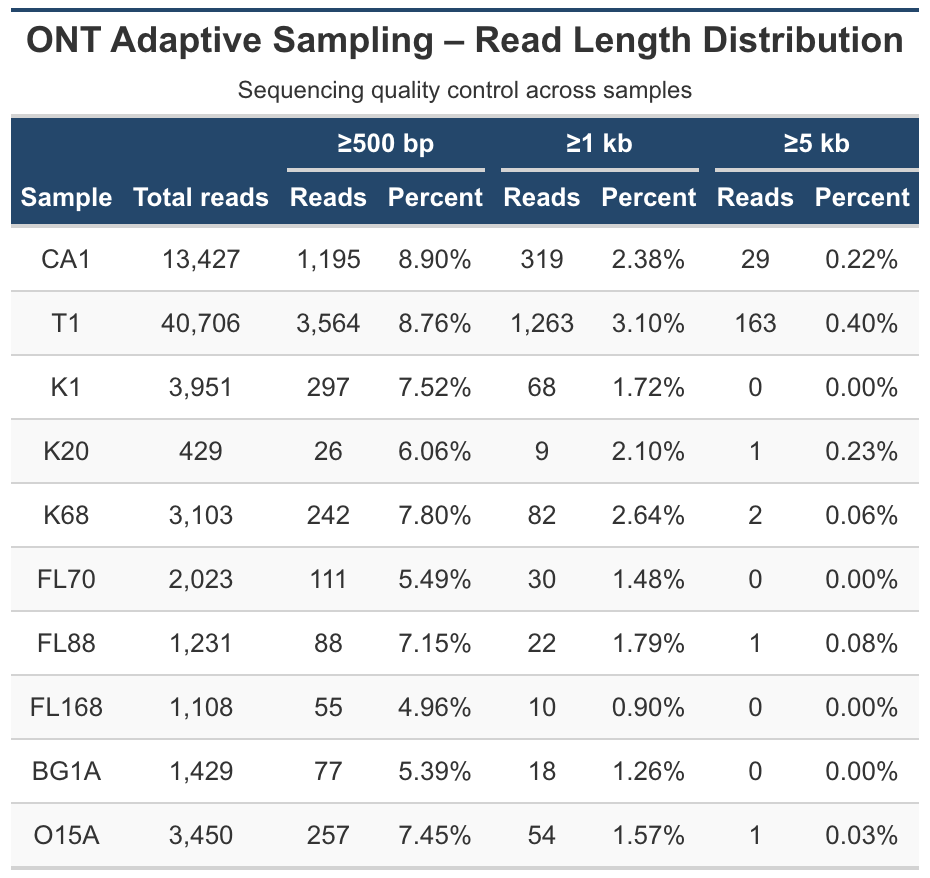 ONT Adaptive Sampling – Read Length Distribution
Sequencing quality control across samples
≥500 bp ≥1 kb ≥5 kb
Sample Total reads Reads Percent Reads Percent Reads Percent
CA1 13,427 1,195 8.90% 319 2.38% 29 0.22%
T1 40,706 3,564 8.76% 1,263 3.10% 163 0.40%
K1 3,951 297 7.52% 68 1.72% 0 0.00%
K20 429 26 6.06% 9 2.10% 1 0.23%
K68 3,103 242 7.80% 82 2.64% 2 0.06%
FL70 2,023 111 5.49% 30 1.48% 0 0.00%
FL88 1,231 88 7.15% 22 1.79% 1 0.08%
FL168 1,108 55 4.96% 10 0.90% 0 0.00%
BG1A 1,429 77 5.39% 18 1.26% 0 0.00%
O15A 3,450 257 7.45% 54 1.57% 1 0.03%